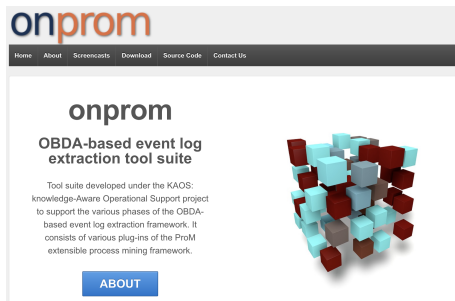 onprom
Home About Screencasts Download Source Code Contact Us
onprom
OBDA-based event log
extraction tool suite
Tool suite developed under the KAOS:
knowledge-Aware Operational Support project
to support the various phases of the OBDA-
based event log extraction framework. It
consists of various plug-ins of the ProM
extensible process mining framework.
ABOUT